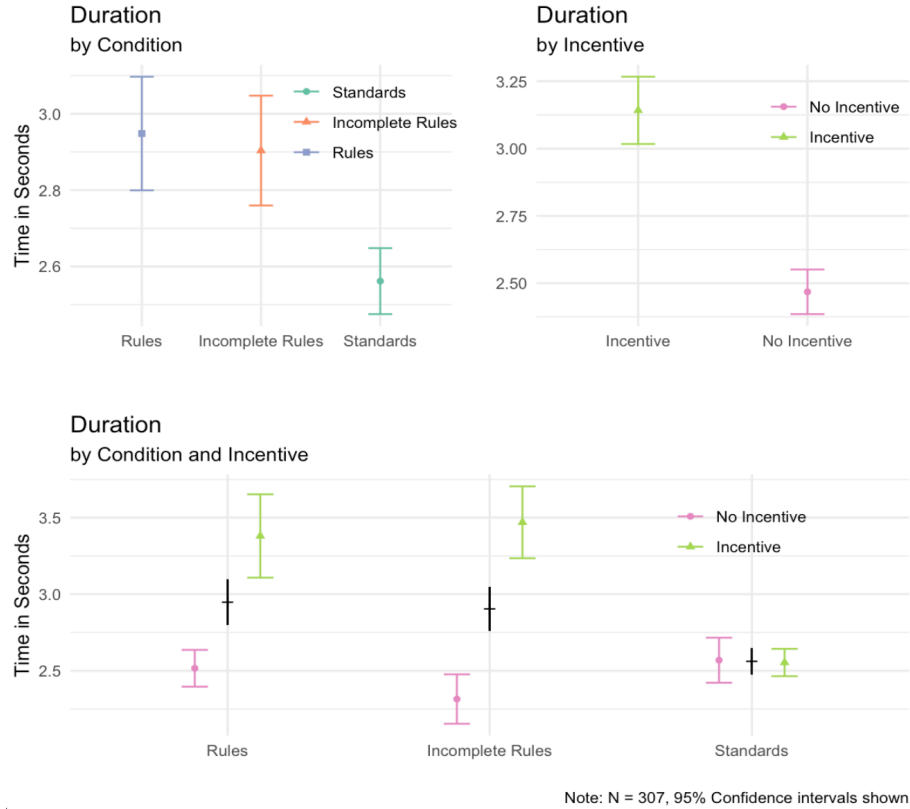 Duration
by Condition
Time in Seconds
3.0
2.8
2.6
Standards
Incomplete Rules
Rules
Rules Incomplete Rules Standards
Duration
by Incentive
3.25
3.00
2.75
2.50
No Incentive
Incentive
Incentive No Incentive
Duration
by Condition and Incentive
Time in Seconds
3.5
3.0
2.5
No Incentive
Incentive
Rules Incomplete Rules Standards
Note: N = 307, 95% Confidence intervals shown